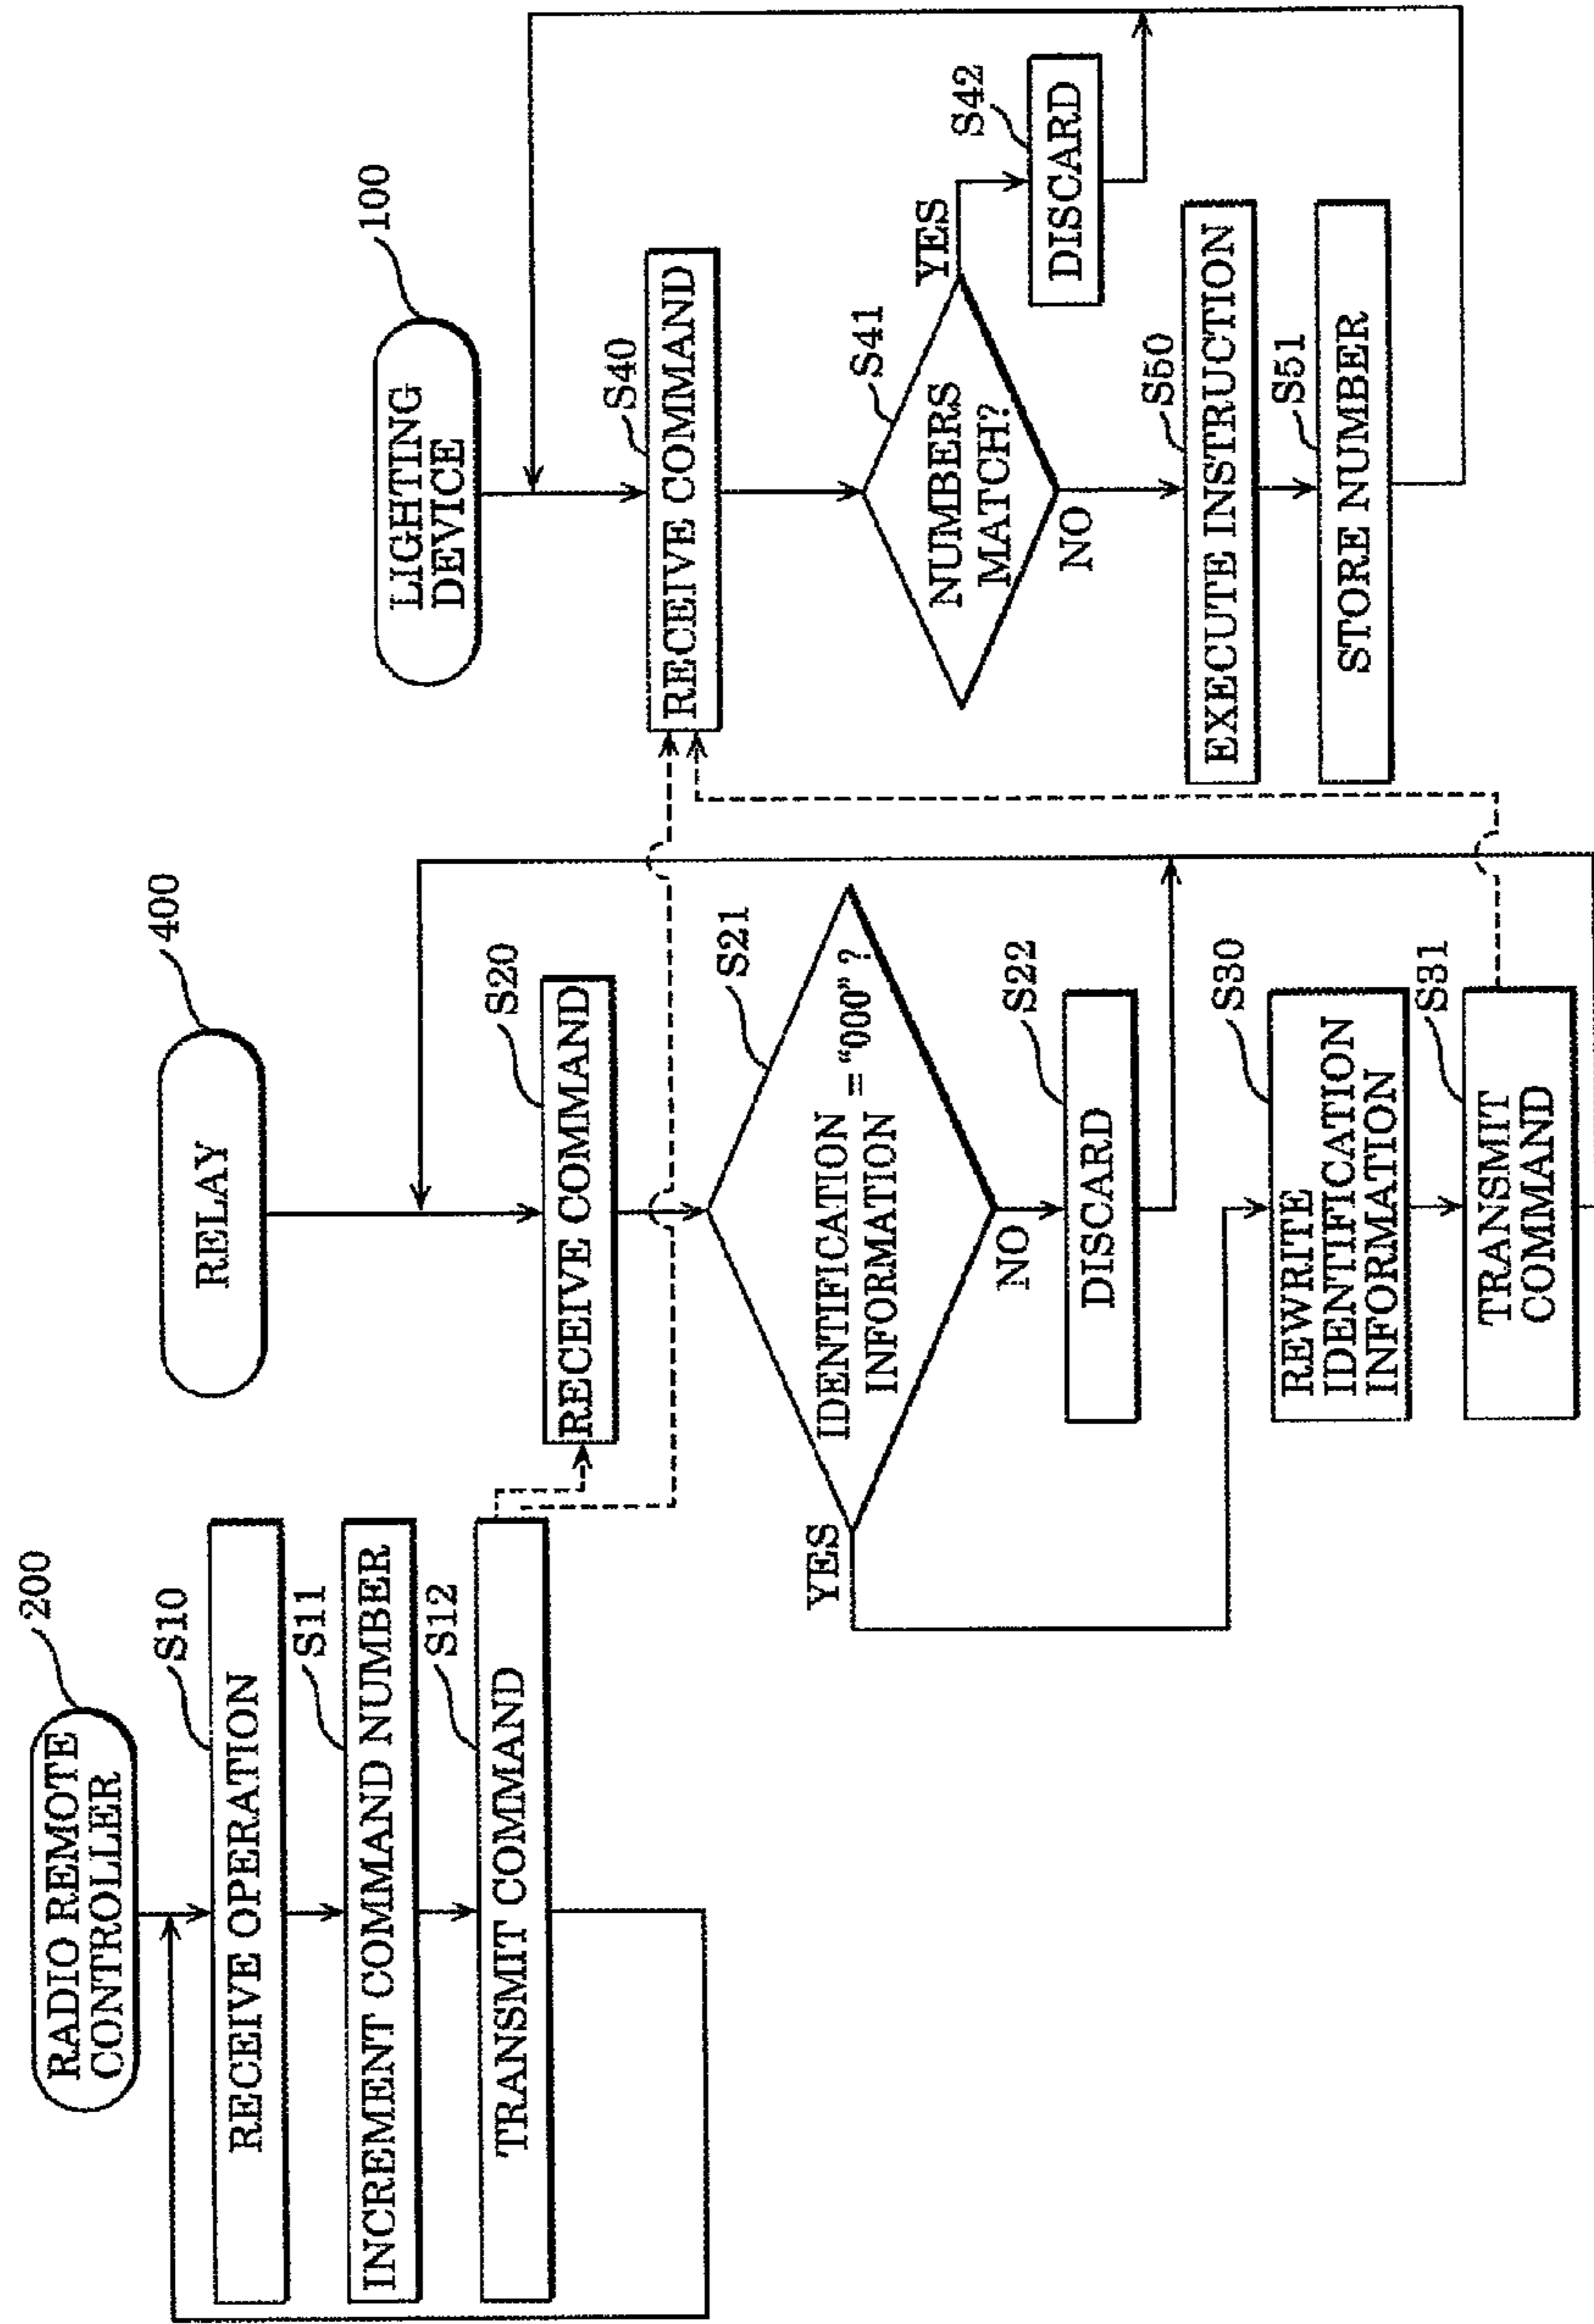 200
RADIO REMOTE
CONTROLLER
S10
RECEIVE OPERATION
S11
INCREMENT COMMAND NUMBER
S12
TRANSMIT COMMAND
400
RELAY
S20
RECEIVE COMMAND
S21
IDENTIFICATION
INFORMATION
= “000” ?
YES
NO
S22
DISCARD
S30
REWRITE
IDENTIFICATION
INFORMATION
S31
TRANSMIT
COMMAND
100
LIGHTING
DEVICE
S40
RECEIVE COMMAND
S41
NUMBERS
MATCH?
YES
NO
S42
DISCARD
S50
EXECUTE INSTRUCTION
S51
STORE NUMBER